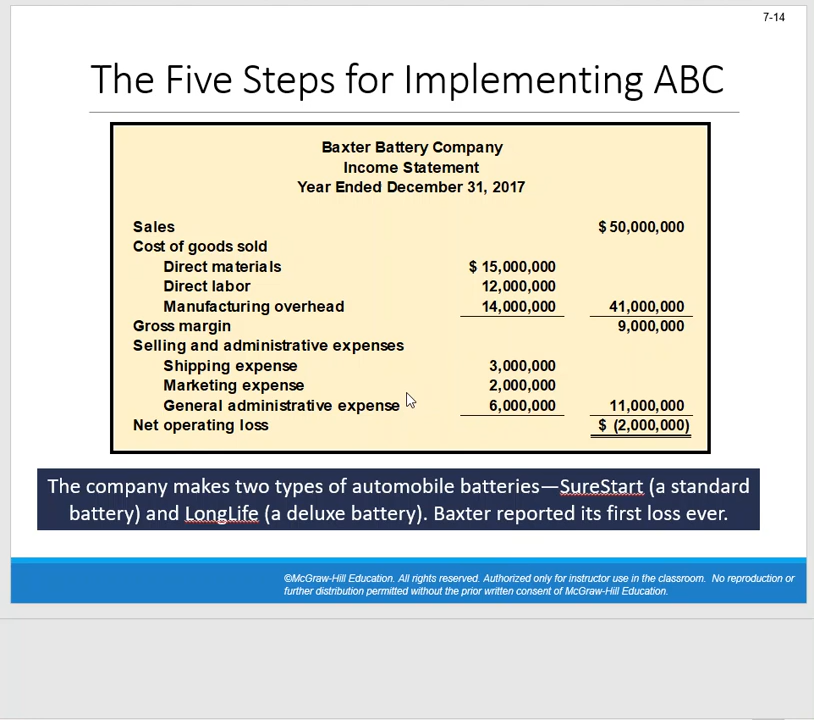 7-14
The Five Steps for Implementing ABC
Baxter Battery Company
Income Statement
Year Ended December 31, 2017
Sales $ 50,000,000
Cost of goods sold
Direct materials $ 15,000,000
Direct labor 12,000,000
Manufacturing overhead 14,000,000 41,000,000
Gross margin 9,000,000
Selling and administrative expenses
Shipping expense 3,000,000
Marketing expense 2,000,000
General administrative expense 6,000,000 11,000,000
Net operating loss $ (2,000,000)
The company makes two types of automobile batteries—SureStart (a standard
battery) and LongLife (a deluxe battery). Baxter reported its first loss ever.
©McGraw-Hill Education. All rights reserved. Authorized only for instructor use in the classroom. No reproduction or
further distribution permitted without the prior written consent of McGraw-Hill Education.